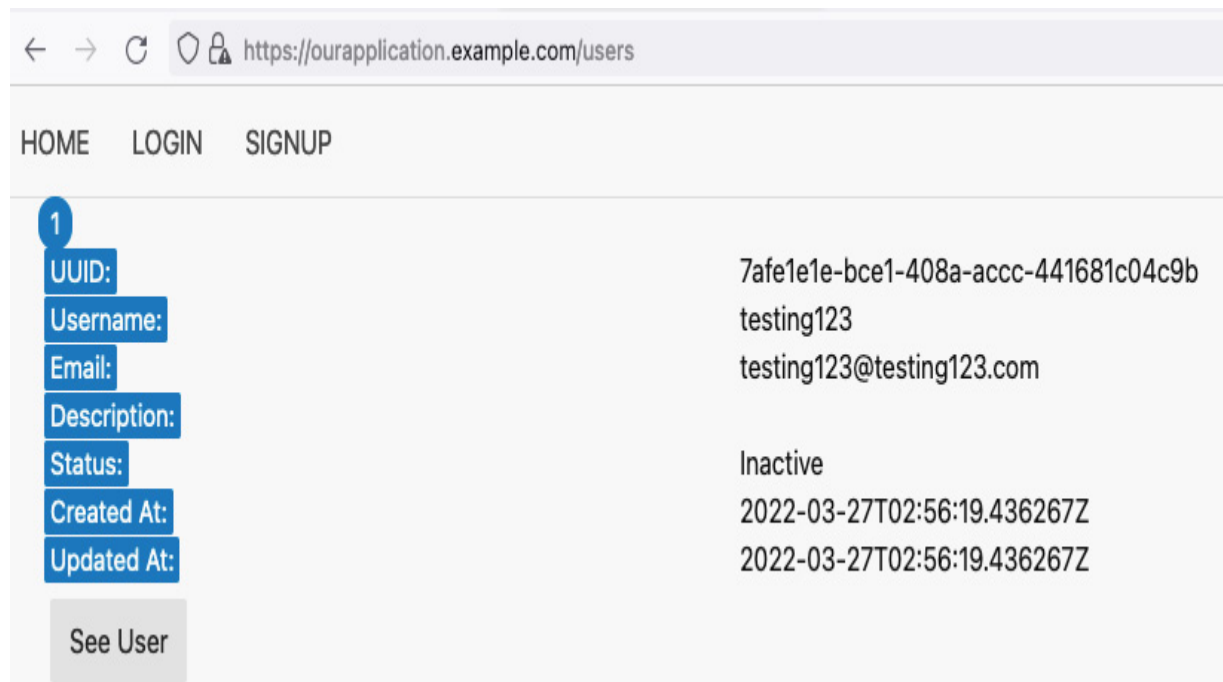 https://ourapplication.example.com/users
HOME LOGIN SIGNUP
1
UUID: 7afe1e1e-bce1-408a-accc-441681c04c9b
Username: testing123
Email: testing123@testing123.com
Description:
Status: Inactive
Created At: 2022-03-27T02:56:19.436267Z
Updated At: 2022-03-27T02:56:19.436267Z
See User